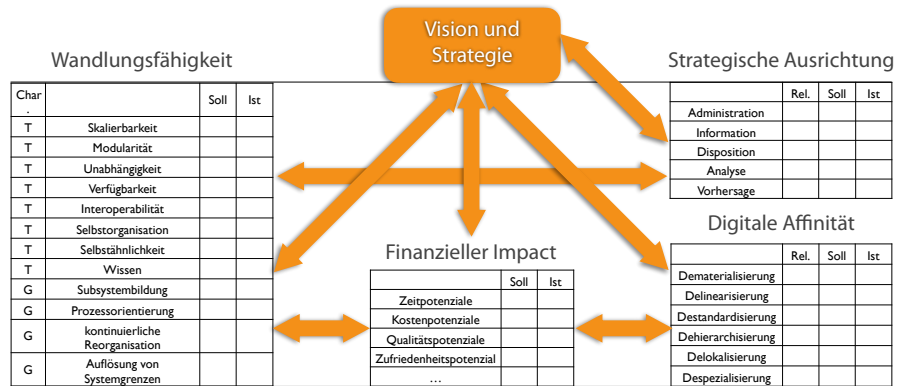 Vision und
Strategie
Wandlungsfähigkeit
Char
.
Soll Ist
T Skalierbarkeit
T Modularität
T Unabhängigkeit
T Verfügbarkeit
T Interoperabilität
T Selbstorganisation
T Selbstähnlichkeit
T Wissen
G Subsystembildung
G Prozessorientierung
G kontinuierliche
Reorganisation
G Auflösung von
Systemgrenzen
Finanzieller Impact
Soll Ist
Zeitpotenziale
Kostenpotenziale
Qualitätspotenziale
Zufriedenheitspotenzial
...
Strategische Ausrichtung
Rel. Soll Ist
Administration
Information
Disposition
Analyse
Vorhersage
Digitale Affinität
Rel. Soll Ist
Dematerialisierung
Delinearisierung
Destandardisierung
Dehierarchisierung
Delokalisierung
Despezialisierung